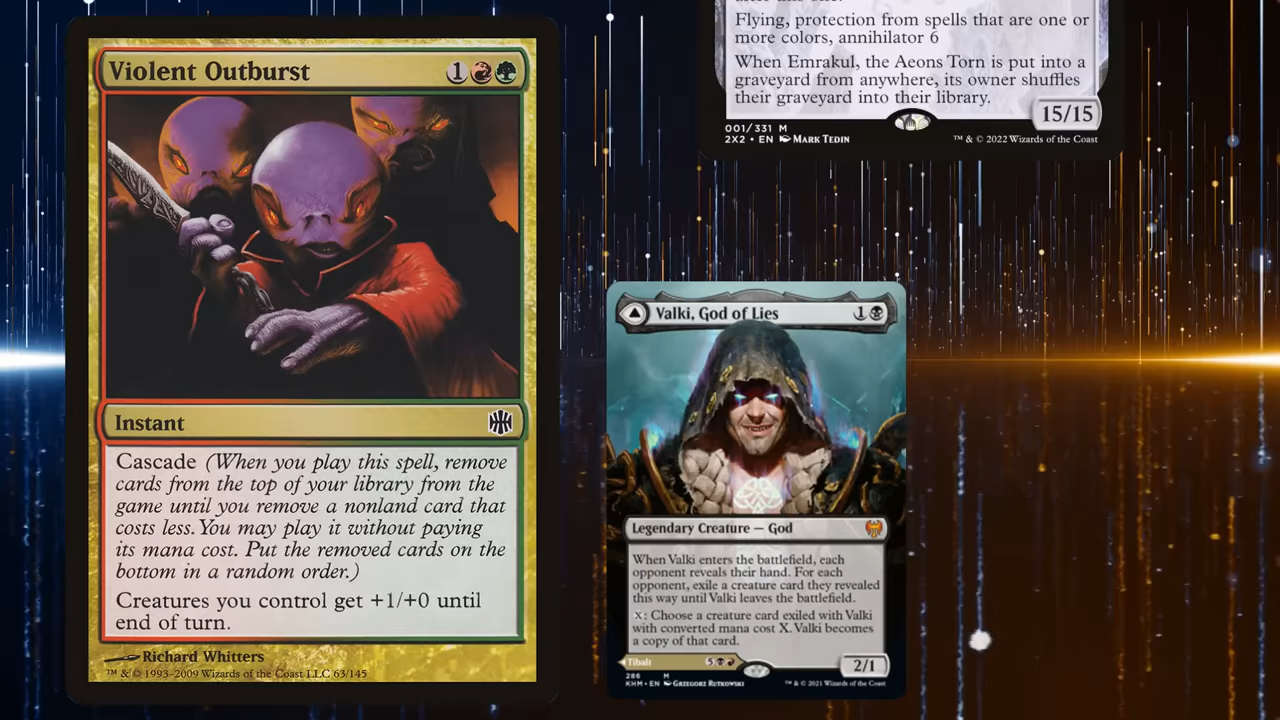 Violent Outburst
1
Instant
Cascade (When you play this spell, remove
cards from the top of your library from the
game until you remove a nonland card that
costs less. You may play it without paying
its mana cost. Put the removed cards on the
bottom in a random order.)
Creatures you control get +1/+0 until
end of turn.
Richard Whitters
™ & © 1993–2009 Wizards of the Coast LLC 63/145
Flying, protection from spells that are one or
more colors, annihilator 6
When Emrakul, the Aeons Torn is put into a
graveyard from anywhere, its owner shuffles
their graveyard into their library.
15/15
001/331 M
2X2 • EN Mark Tedin
™ & © 2022 Wizards of the Coast
Valki, God of Lies
1
Legendary Creature — God
When Valki enters the battlefield, each
opponent reveals their hand. For each
opponent, exile a creature card they revealed
this way until Valki leaves the battlefield.
X: Choose a creature card exiled with Valki
with converted mana cost X. Valki becomes
a copy of that card.
Tibalt 5
2/1
286 M
KHM • EN Grzegorz Rutkowski
™ & © 2021 Wizards of the Coast